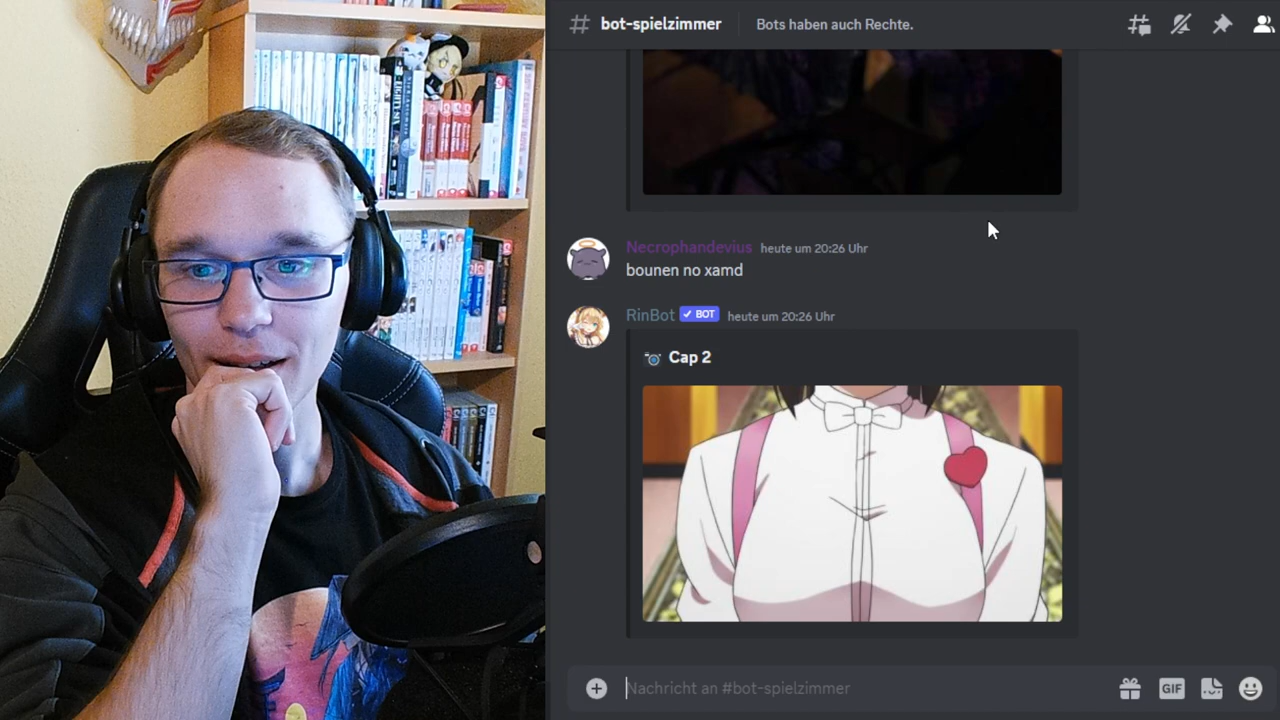 bot-spielzimmer
Bots haben auch Rechte.
Necrophandevius heute um 20:26 Uhr
bounen no xamd
RinBot BOT heute um 20:26 Uhr
Cap 2
Nachricht an #bot-spielzimmer
GIF